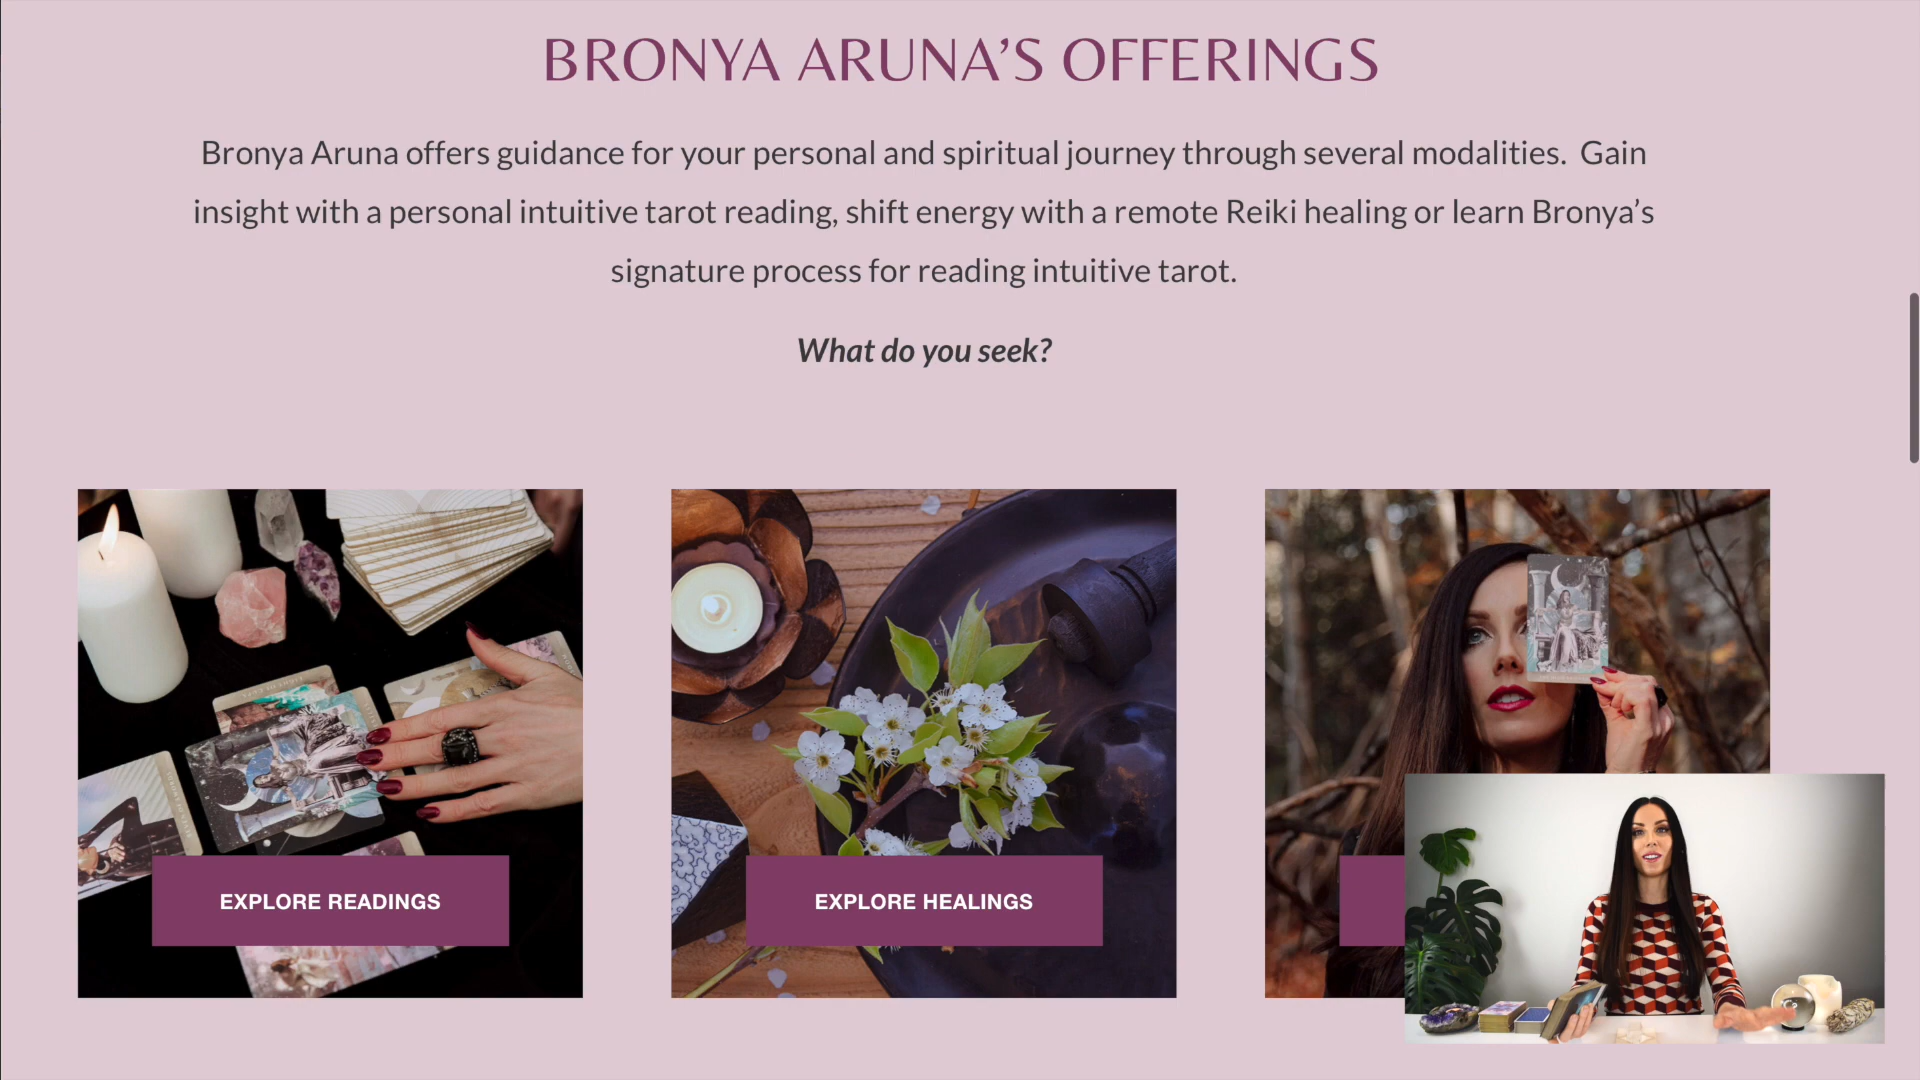 BRONYA ARUNA’S OFFERINGS
Bronya Aruna offers guidance for your personal and spiritual journey through several modalities.  Gain
insight with a personal intuitive tarot reading, shift energy with a remote Reiki healing or learn Bronya’s
signature process for reading intuitive tarot.
What do you seek?
EXPLORE READINGS
EXPLORE HEALINGS